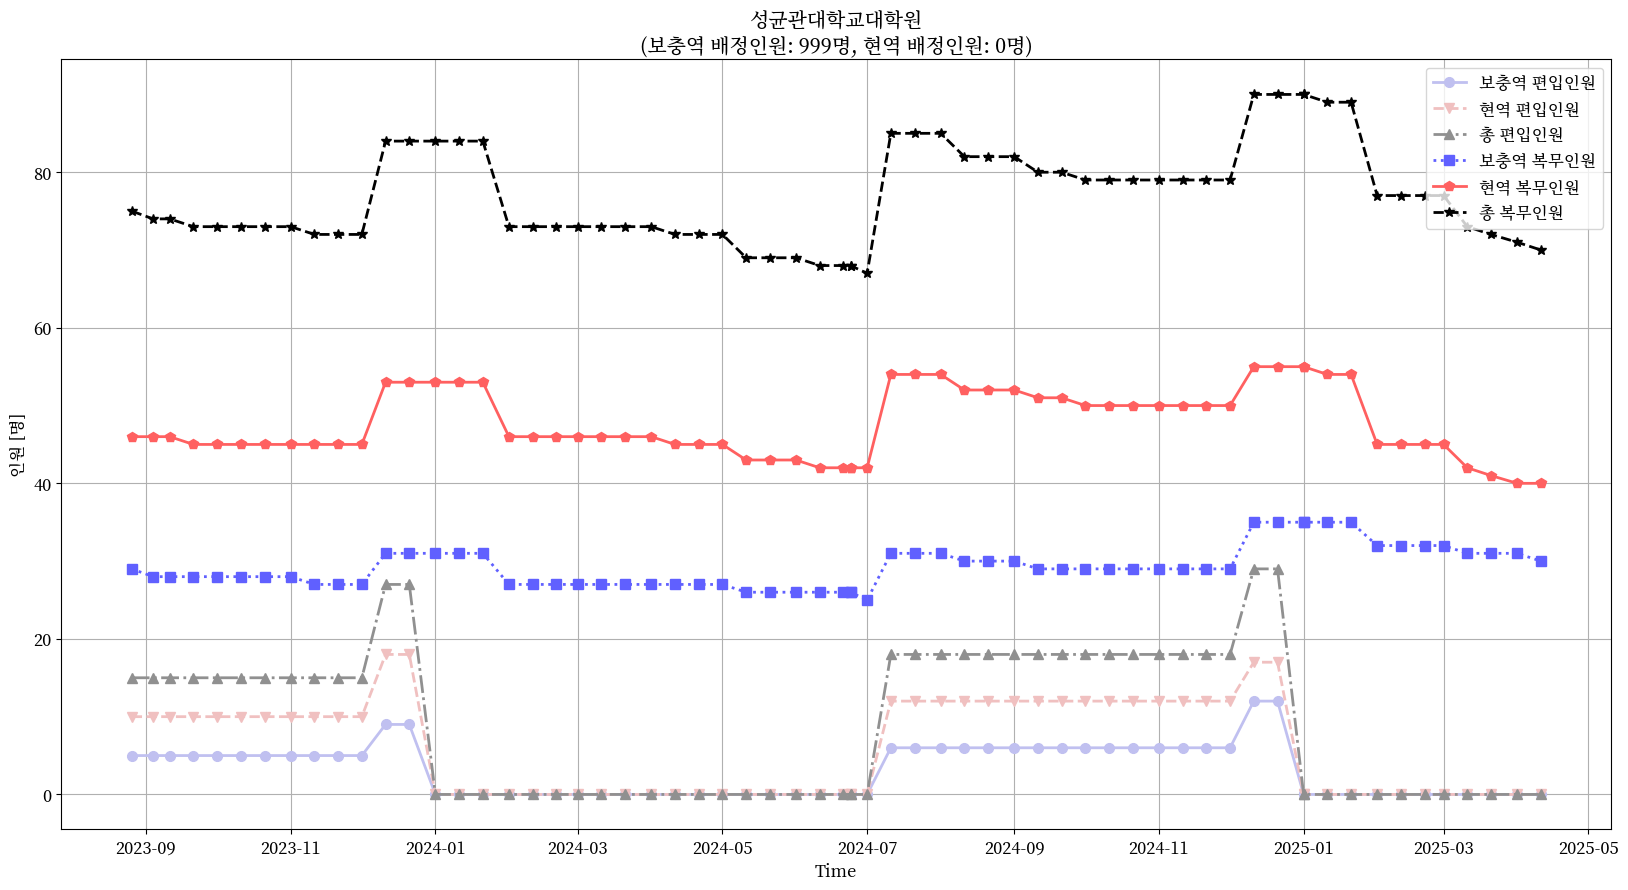 성균관대학교대학원
(보충역 배정인원: 999명, 현역 배정인원: 0명)
보충역 편입인원
현역 편입인원
총 편입인원
보충역 복무인원
현역 복무인원
총 복무인원
인원 [명]
80
60
40
20
0
2023-09
2023-11
2024-01
2024-03
2024-05
2024-07
2024-09
2024-11
2025-01
2025-03
2025-05
Time